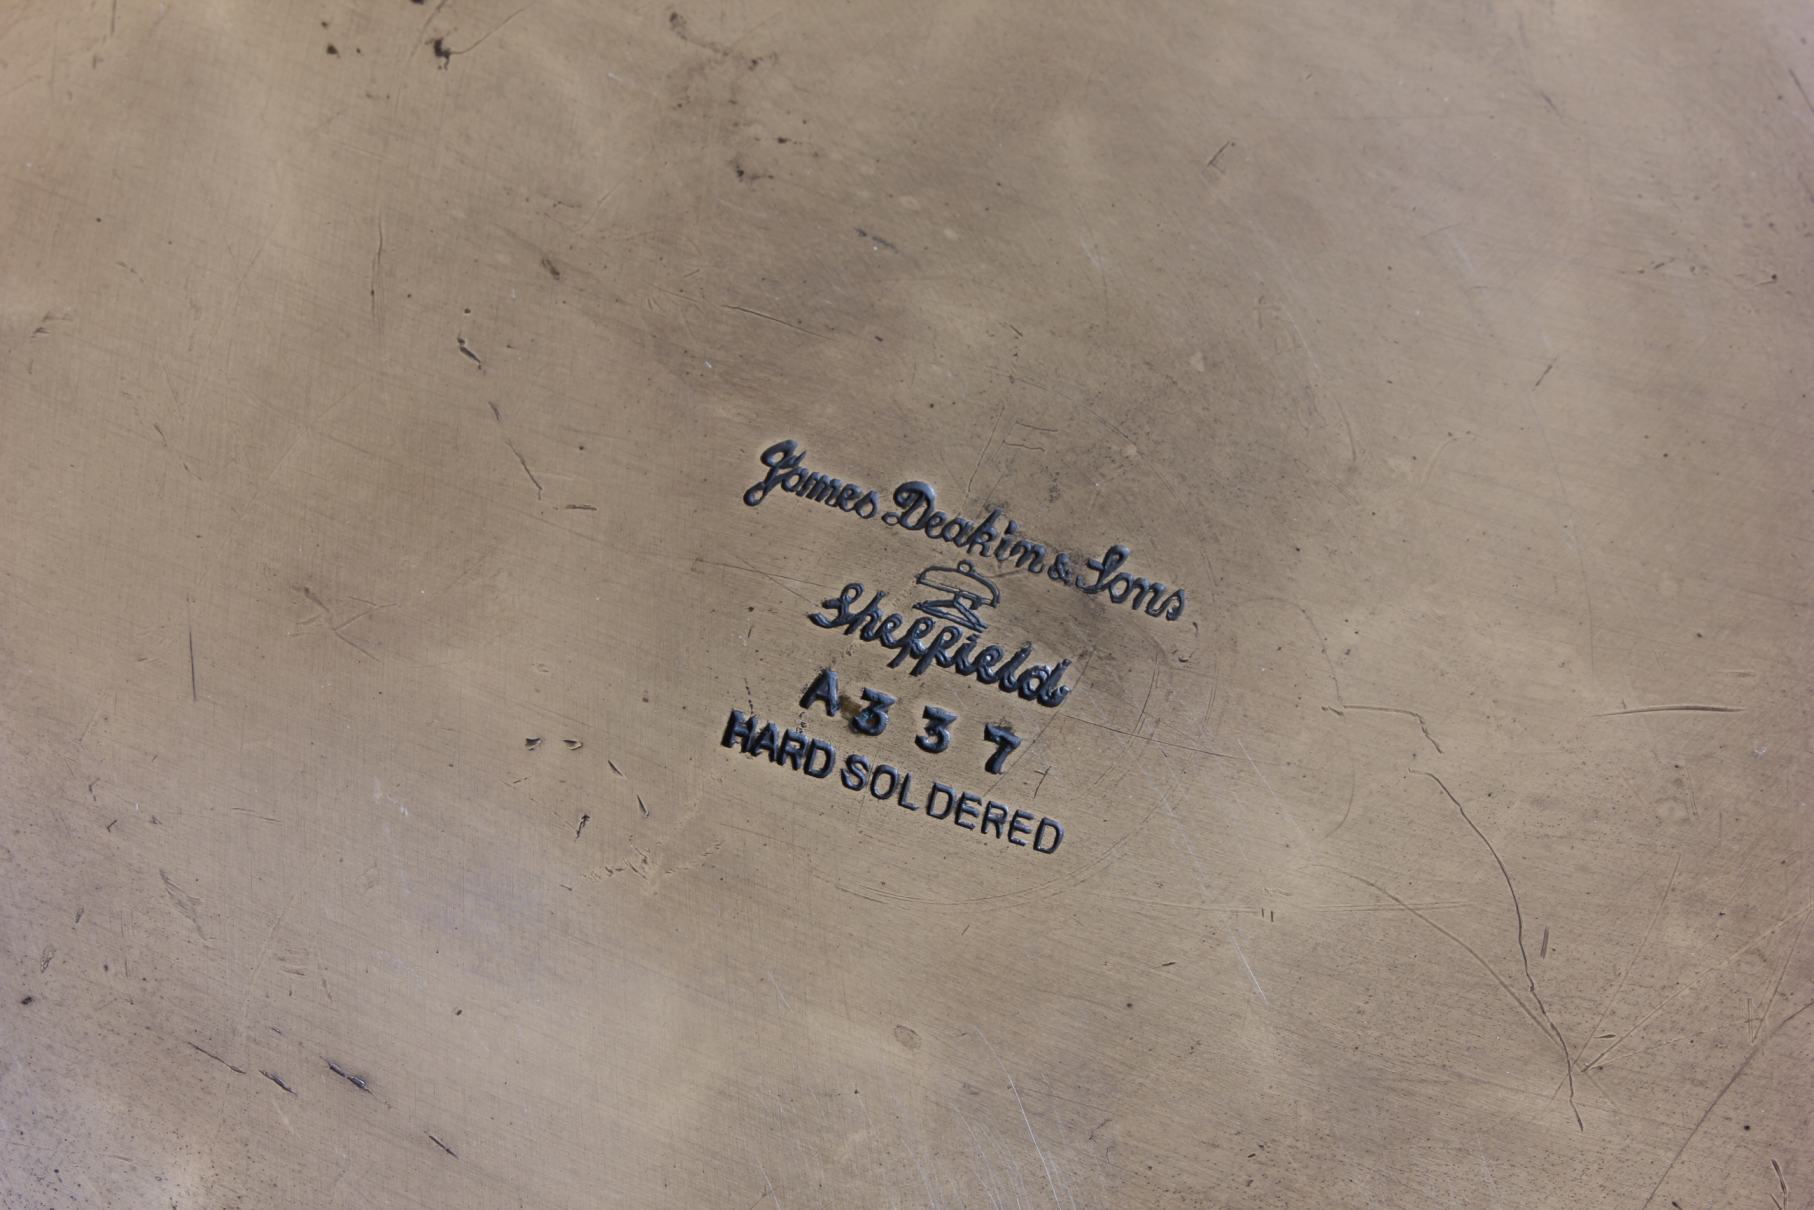 James Deakin & Sons
Sheffield
A 3 3 7
HARD SOLDERED